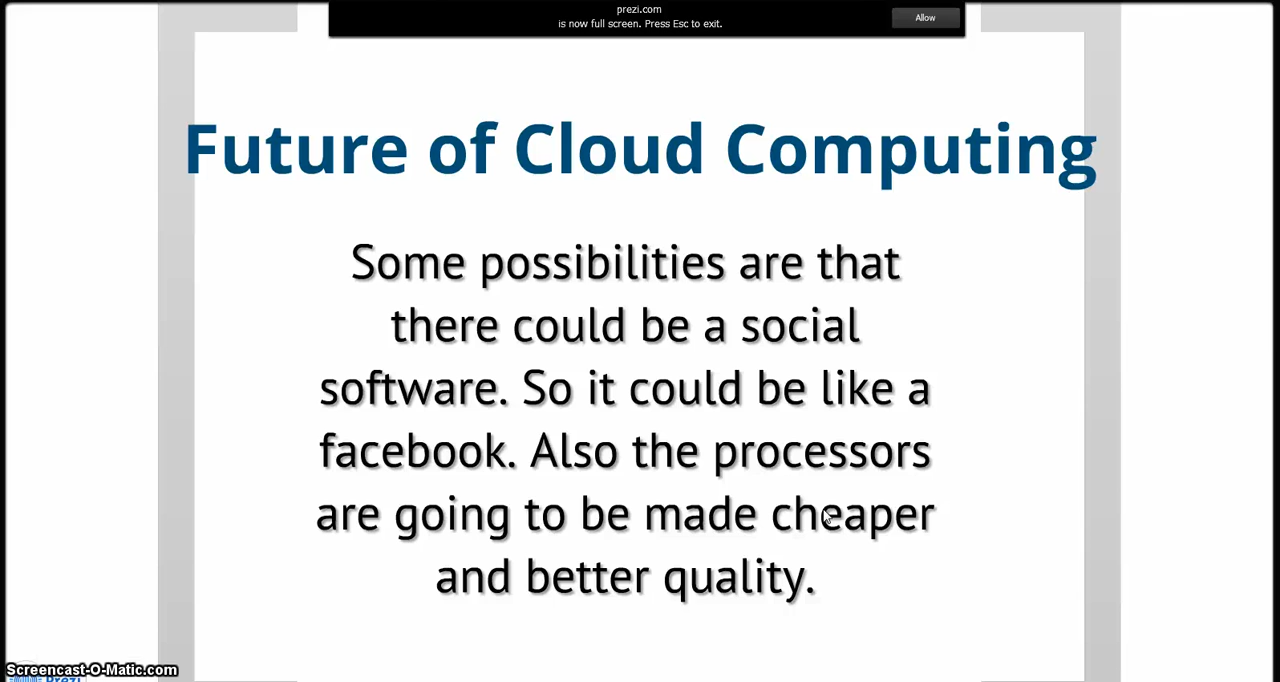 prezi.com
is now full screen. Press Esc to exit.
Allow
Future of Cloud Computing
Some possibilities are that
there could be a social
software. So it could be like a
facebook. Also the processors
are going to be made cheaper
and better quality.
Screencast-O-Matic.com
Prezi